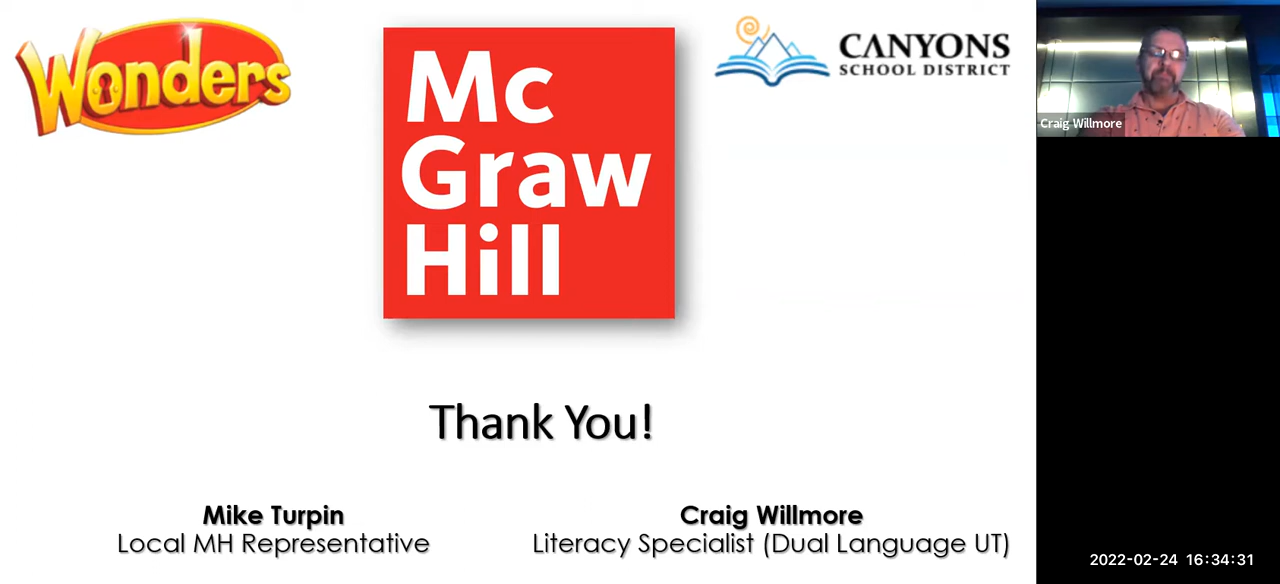 Wonders
Mc
Graw
Hill
CANYONS
SCHOOL DISTRICT
Craig Willmore
Thank You!
Mike Turpin
Local MH Representative
Craig Willmore
Literacy Specialist (Dual Language UT)
2022-02-24 16:34:31